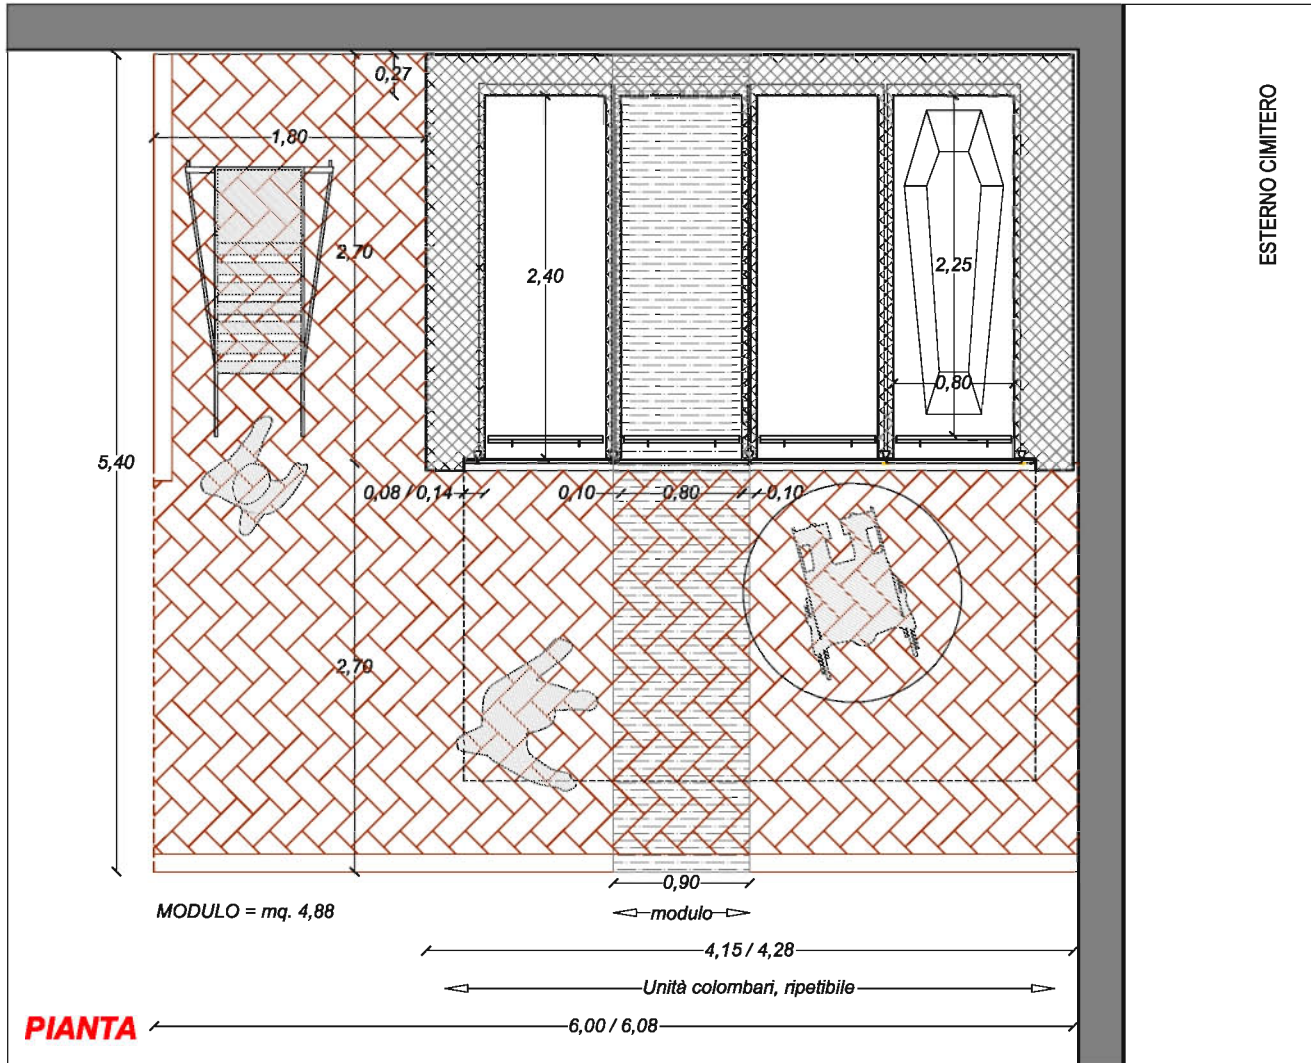 0,27
1,80
ESTERNO CIMITERO
2,70
2,40
2,25
0,80
5,40
0,08 / 0,14
0,10
0,80
0,10
2,70
0,90
MODULO = mq. 4,88
modulo
4,15 / 4,28
Unità colombari, ripetibile
PIANTA
6,00 / 6,08